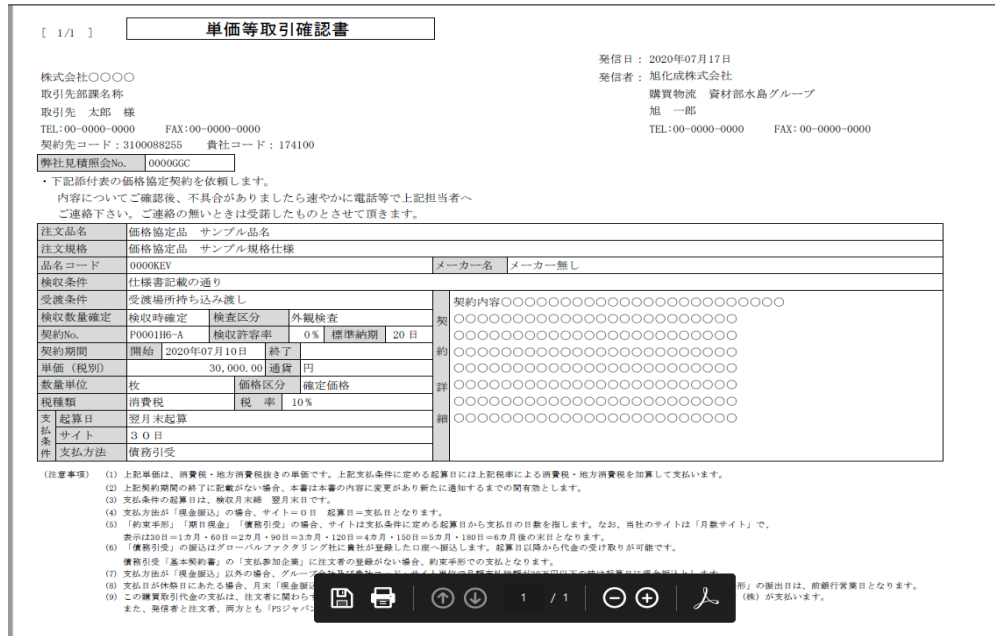 [ 1/1 ]
単価等取引確認書
発信日： 2020年07月17日
株式会社○○○○
発信者： 旭化成株式会社
取引先部課名称
購買物流 資材部水島グループ
取引先 太郎 様
旭 一郎
TEL:00-0000-0000 FAX:00-0000-0000
TEL:00-0000-0000 FAX:00-0000-0000
契約先コード：3100088255 貴社コード：174100
弊社見積照会No. 0000GGC
・下記添付表の価格協定契約を依頼します。
内容についてご確認後、不具合がありましたら速やかに電話等で上記担当者へ
ご連絡下さい。ご連絡の無いときは受諾したものとさせて頂きます。
注文品名 価格協定品 サンプル品名
注文規格 価格協定品 サンプル規格仕様
品名コード 0000KEV メーカー名 メーカー無し
検収条件 仕様書記載の通り
受渡条件 受渡場所持ち込み渡し
検収数量確定 検収時確定 検査区分 外観検査
契約No. P0001H6-A 検収許容率 0% 標準納期 20 日
契約期間 開始 2020年07月10日 終了
単価（税別） 30,000.00 通貨 円
数量単位 枚 価格区分 確定価格
税種類 消費税 税 率 10%
支払条件
起算日 翌月末起算
サイト 30日
支払方法 債務引受
契約詳細
契約内容○○○○○○○○○○○○○○○○○○○○○○○○
○○○○○○○○○○○○○○○○○○○○○○○○
○○○○○○○○○○○○○○○○○○○○○○○○
○○○○○○○○○○○○○○○○○○○○○○○○
○○○○○○○○○○○○○○○○○○○○○○○○
○○○○○○○○○○○○○○○○○○○○○○○○
○○○○○○○○○○○○○○○○○○○○○○○○
○○○○○○○○○○○○○○○○○○○○○○○○
（注意事項） (1) 上記単価は、消費税・地方消費税抜きの単価です。上記支払条件に定める起算日には上記税率による消費税・地方消費税を加算して支払います。
(2) 上記契約期間の終了に記載がない場合、本書は本書の内容に変更があり新たに通知するまでの間有効とします。
(3) 支払条件の起算日は、検収月末締 翌月末日です。
(4) 支払方法が「現金振込」の場合、サイト＝0日 起算日＝支払日となります。
(5) 「約束手形」「期日現金」「債務引受」の場合、サイトは支払条件に定める起算日から支払日の日数を指します。なお、当社のサイトは「月数サイト」で、
表示は30日＝1カ月・60日＝2カ月・90日＝3カ月・120日＝4カ月・150日＝5カ月・180日＝6カ月後の末日となります。
(6) 「債務引受」の振込はグローバルファクタリング社に貴社が登録した口座へ振込します。起算日以降から代金の受け取りが可能です。
債務引受「基本契約書」の「支払参加企業」に注文者の登録がない場合、約束手形での支払となります。
(7) 支払方法が「現金振込」以外の場合、グループ会社及び貴社コード・サイト単位で月額支払総額が
(8) 支払日が休祭日にあたる場合、月末「現金振込 形」の振出日は、前銀行営業日となります。
(9) この購買取引代金の支払は、注文者に関わらず （株）が支払います。
また、発信者と注文者、両方とも「PSジャパン
1 / 1